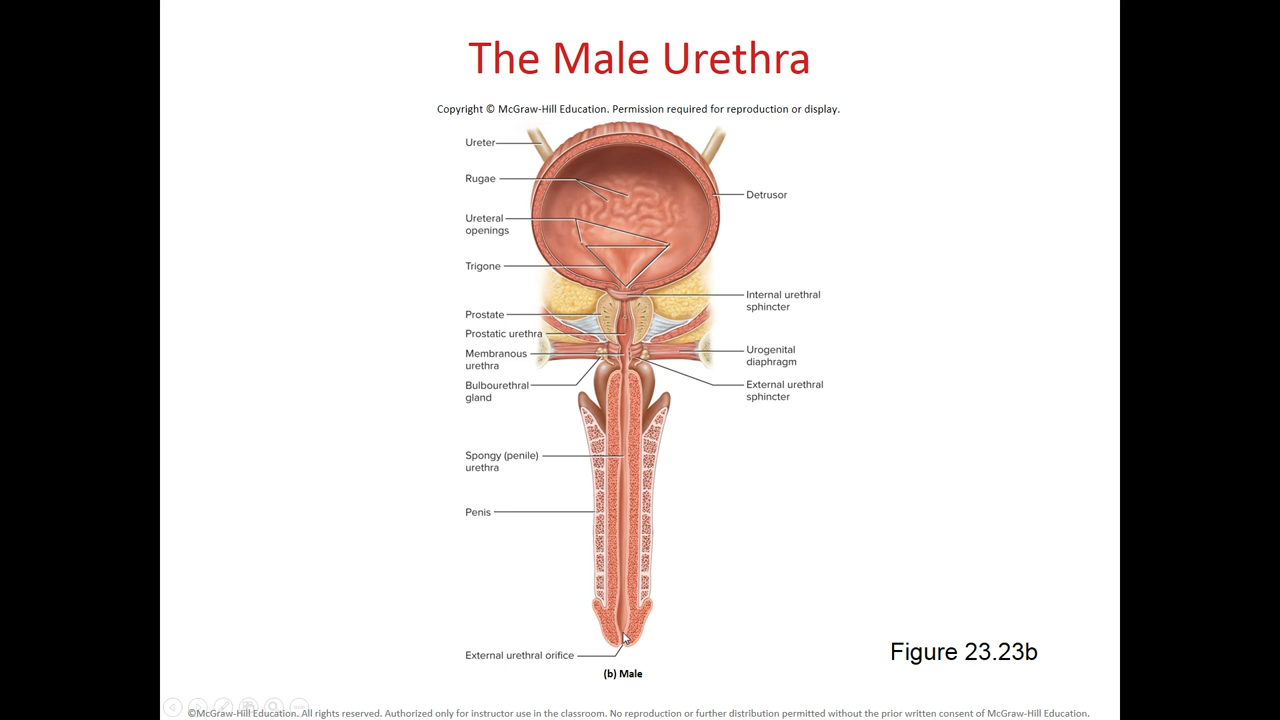 The Male Urethra
Copyright © McGraw-Hill Education. Permission required for reproduction or display.
Ureter
Rugae
Ureteral
openings
Trigone
Prostate
Prostatic urethra
Membranous
urethra
Bulbourethral
gland
Spongy (penile)
urethra
Penis
External urethral orifice
Detrusor
Internal urethral
sphincter
Urogenital
diaphragm
External urethral
sphincter
(b) Male
Figure 23.23b
©McGraw-Hill Education. All rights reserved. Authorized only for instructor use in the classroom. No reproduction or further distribution permitted without the prior written consent of McGraw-Hill Education.